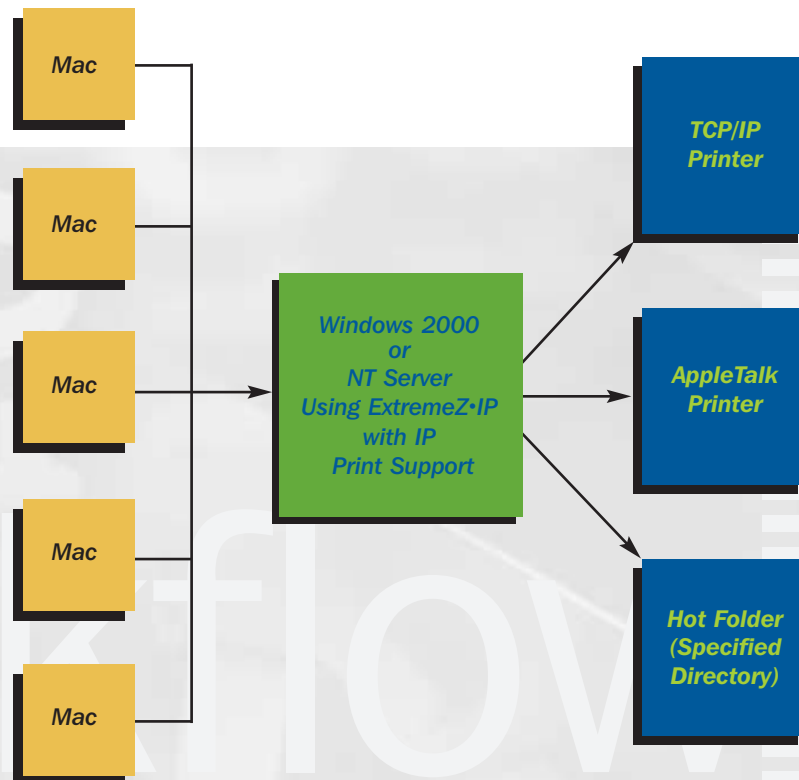 Mac
Mac
Mac
Mac
Mac
Windows 2000
or
NT Server
Using ExtremeZ•IP
with IP
Print Support
TCP/IP
Printer
AppleTalk
Printer
Hot Folder
(Specified
Directory)
kflow